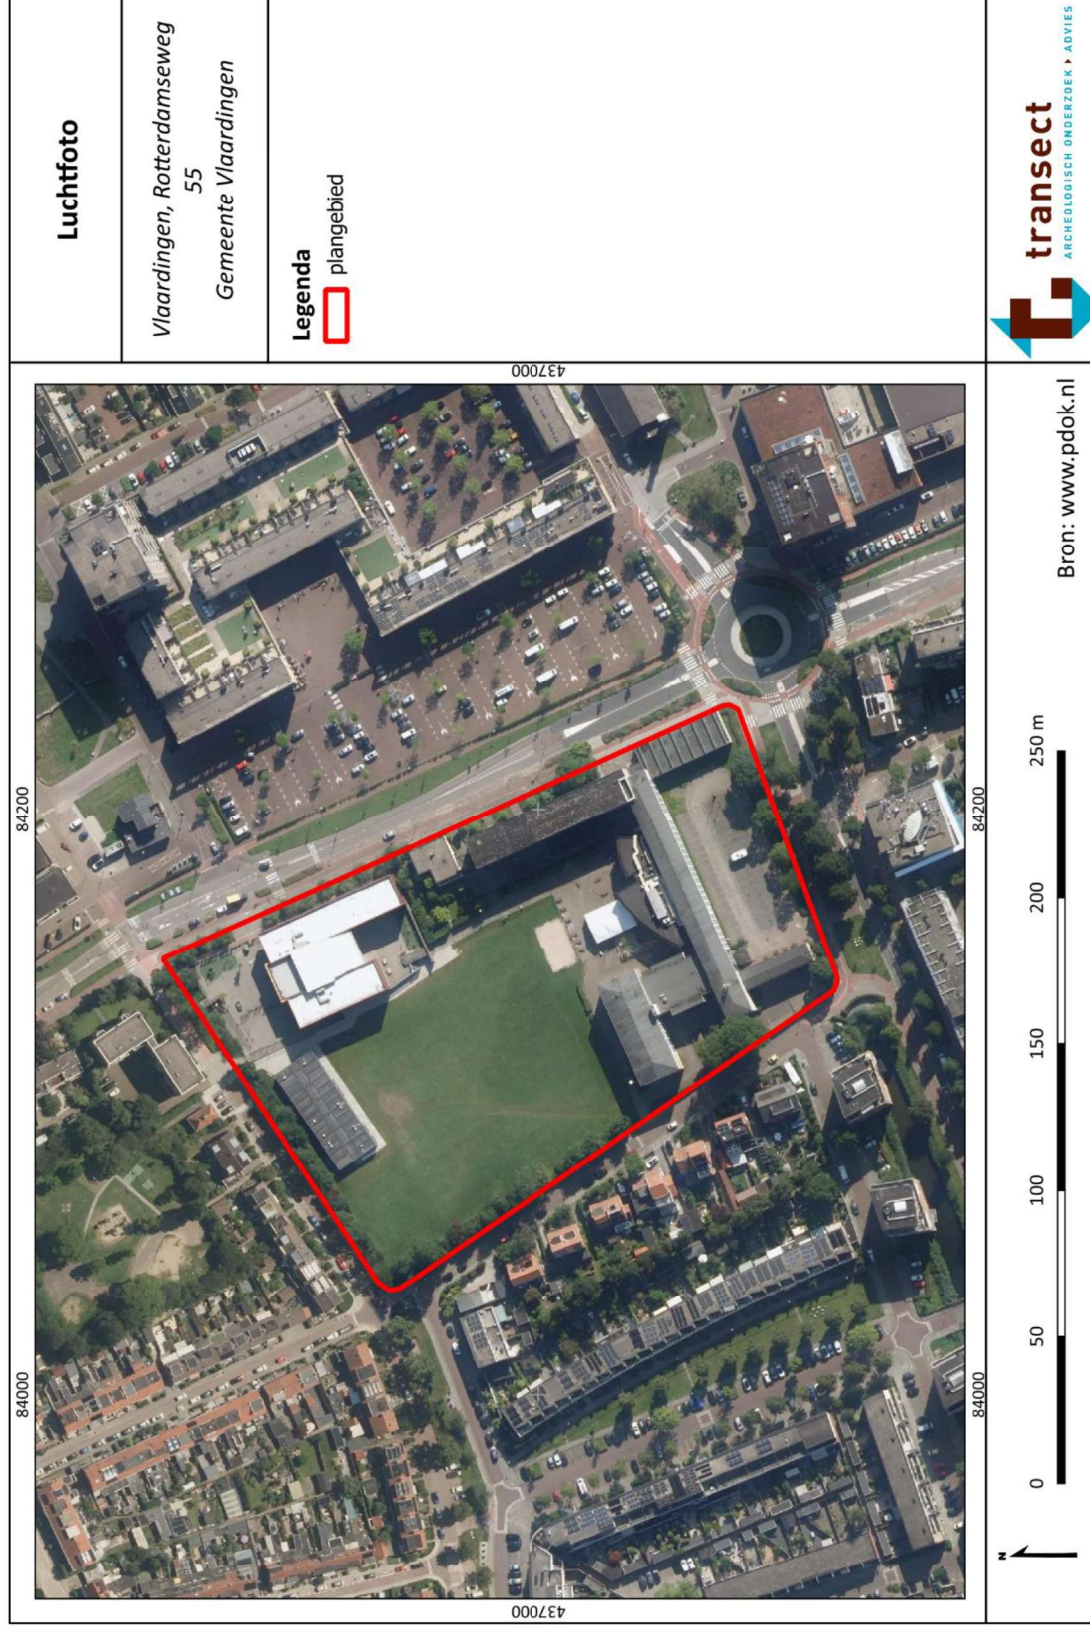 Luchtfoto
Vlaardingen, Rotterdamseweg
55
Gemeente Vlaardingen
Legenda
plangebied
84000
84200
437000
437000
84000
84200
N
0
50
100
150
200
250 m
Bron: www.pdok.nl
transect
ARCHEOLOGISCH ONDERZOEK ▸ ADVIES